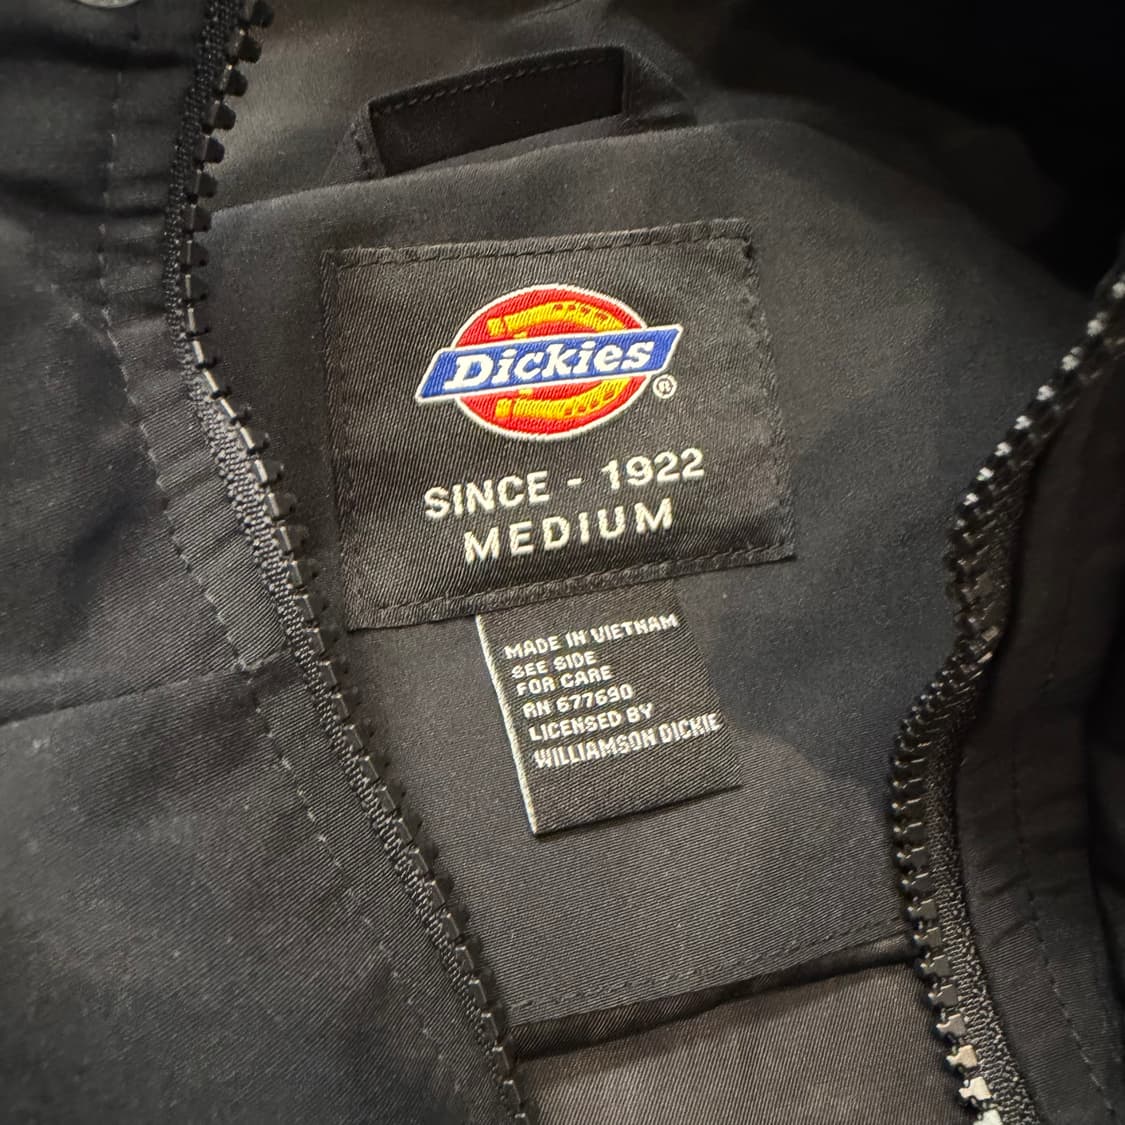 Dickies®
SINCE - 1922
MEDIUM
MADE IN VIETNAM
SEE SIDE
FOR CARE
RN 677690
LICENSED BY
WILLIAMSON DICKIE